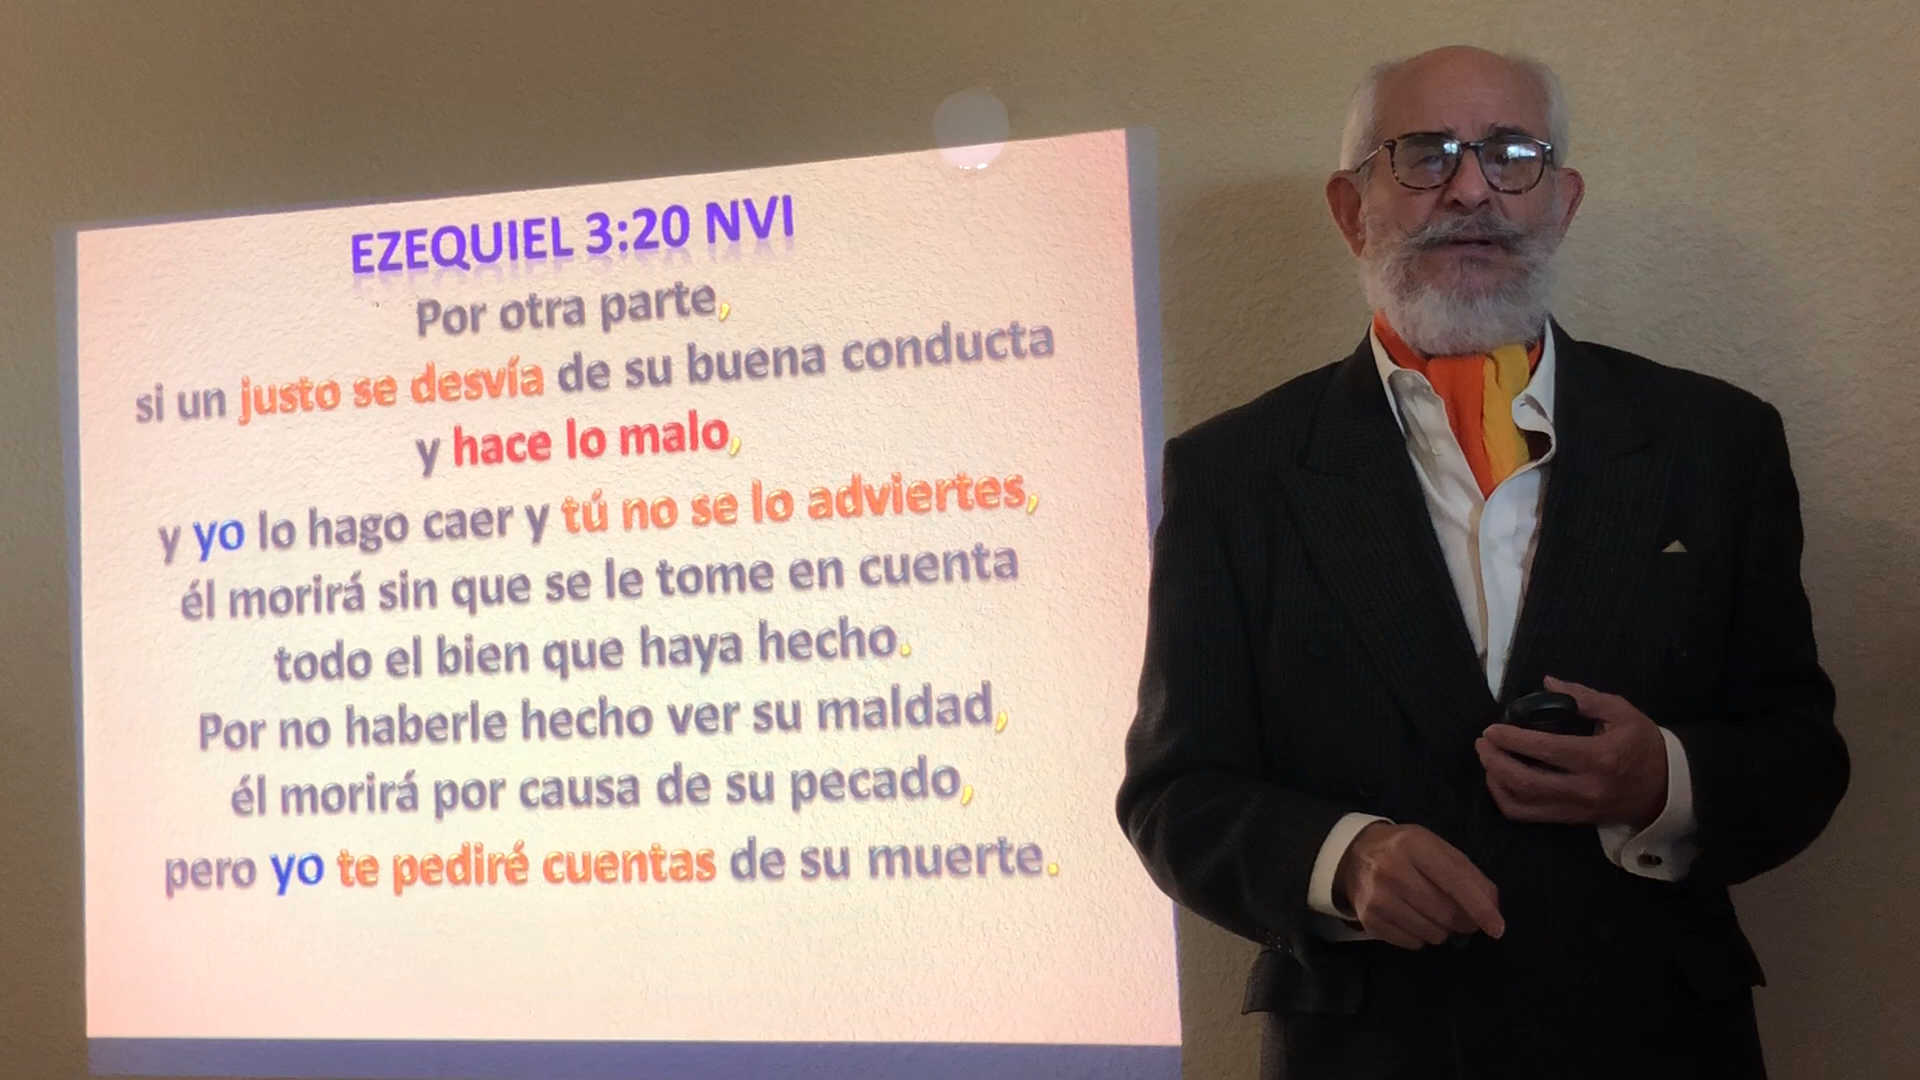 EZEQUIEL 3:20 NVI
Por otra parte,
si un justo se desvía de su buena conducta
y hace lo malo,
y yo lo hago caer y tú no se lo adviertes,
él morirá sin que se le tome en cuenta
todo el bien que haya hecho.
Por no haberle hecho ver su maldad,
él morirá por causa de su pecado,
pero yo te pediré cuentas de su muerte.